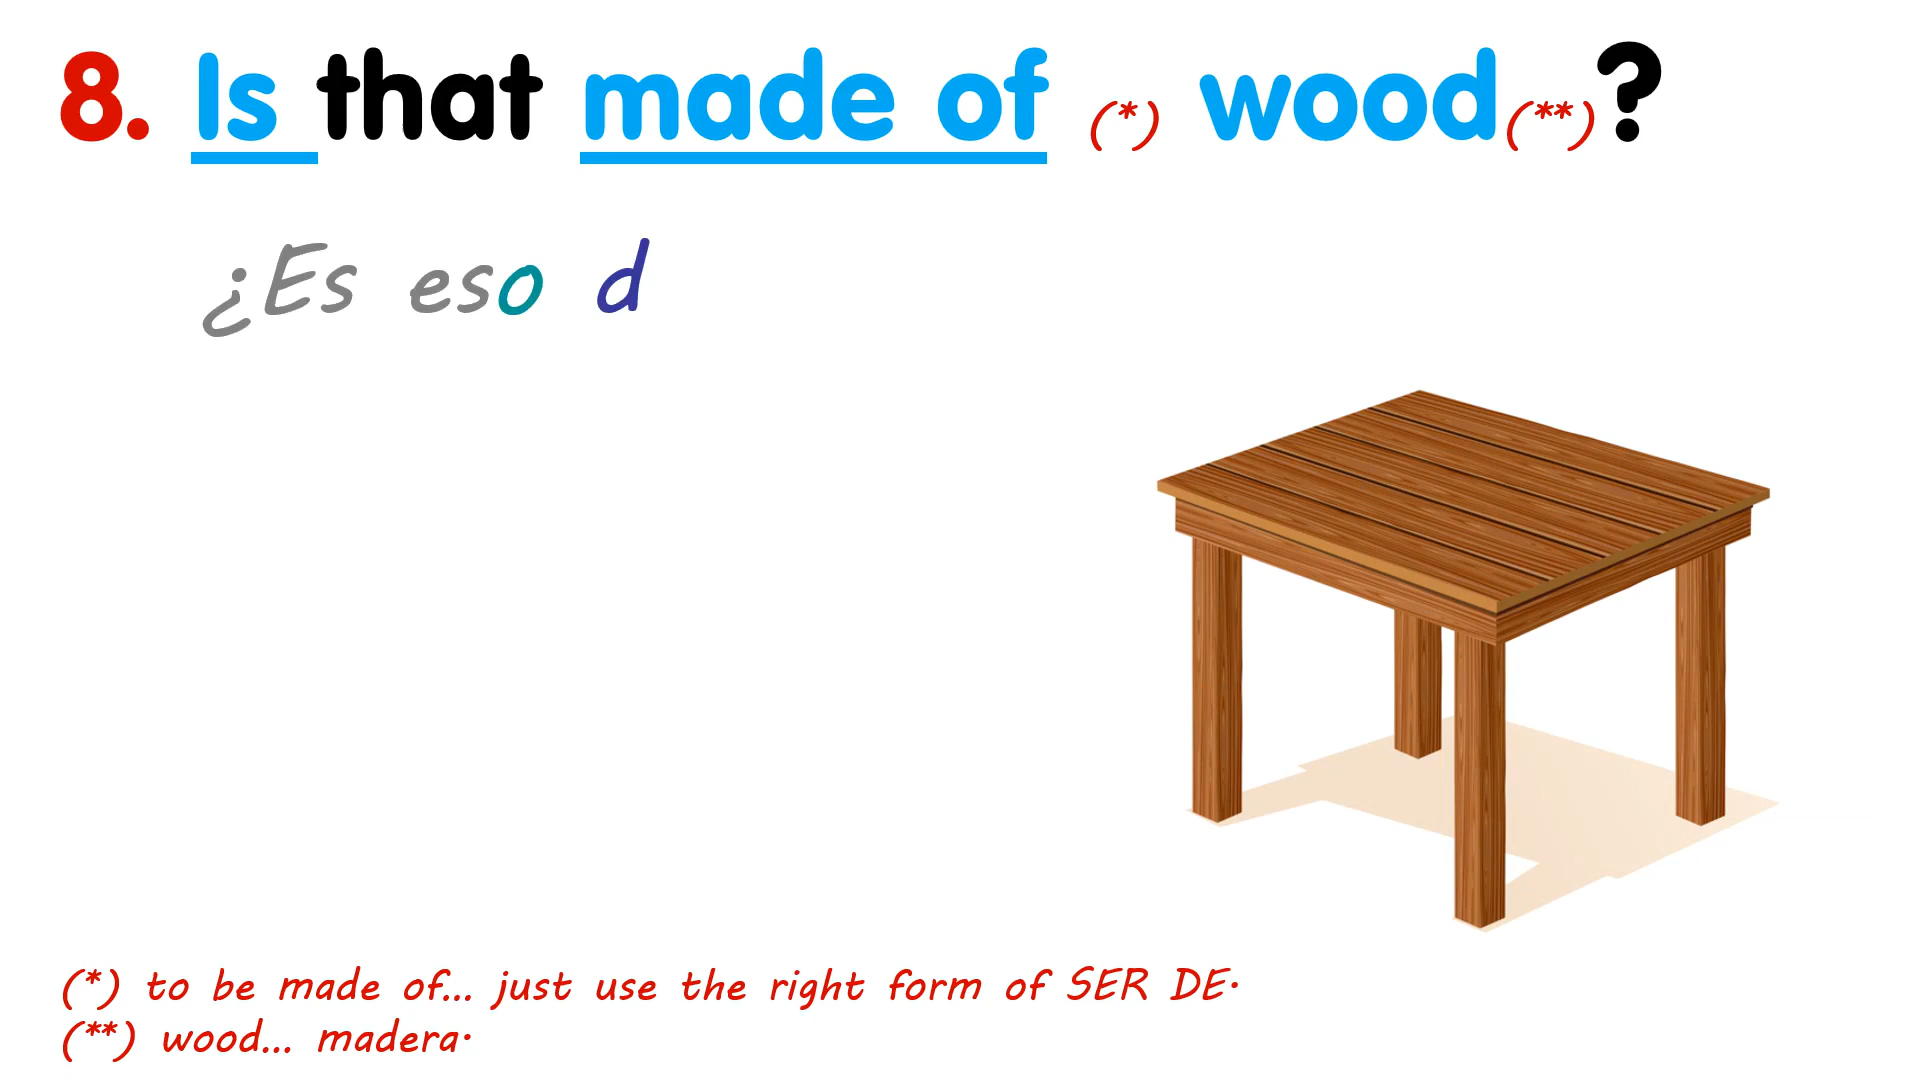 8. Is that made of (*) wood(**)?
¿Es eso d
(*) to be made of... just use the right form of SER DE.
(**) wood... madera.